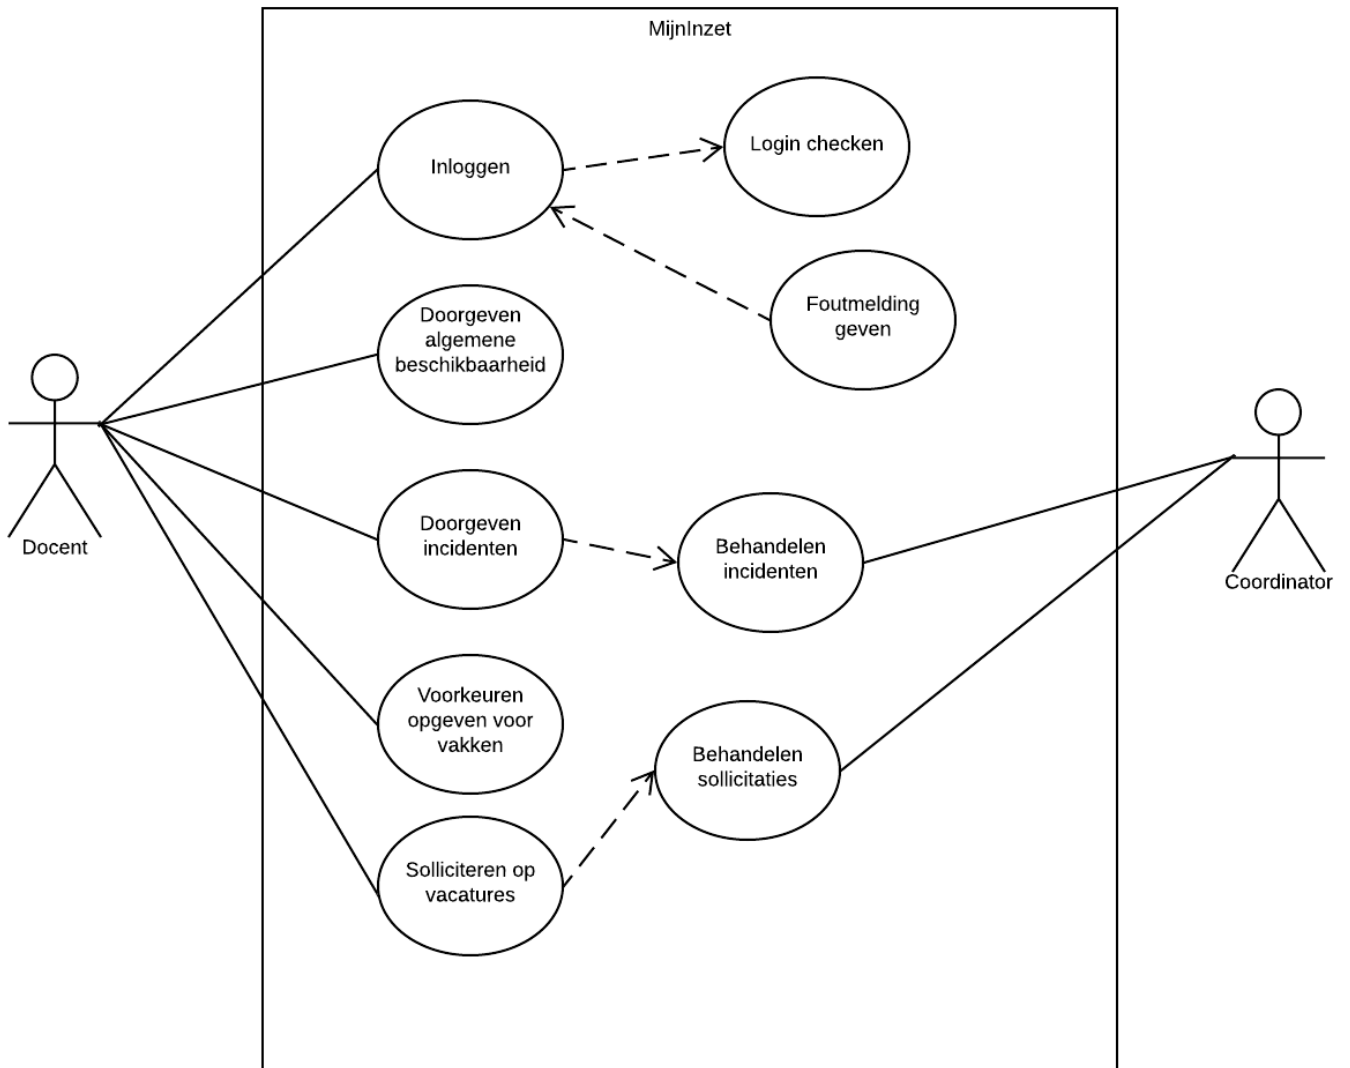 MijnInzet
Inloggen
Login checken
Foutmelding
geven
Doorgeven
algemene
beschikbaarheid
Docent
Coordinator
Doorgeven
incidenten
Behandelen
incidenten
Voorkeuren
opgeven voor
vakken
Behandelen
sollicitaties
Solliciteren op
vacatures